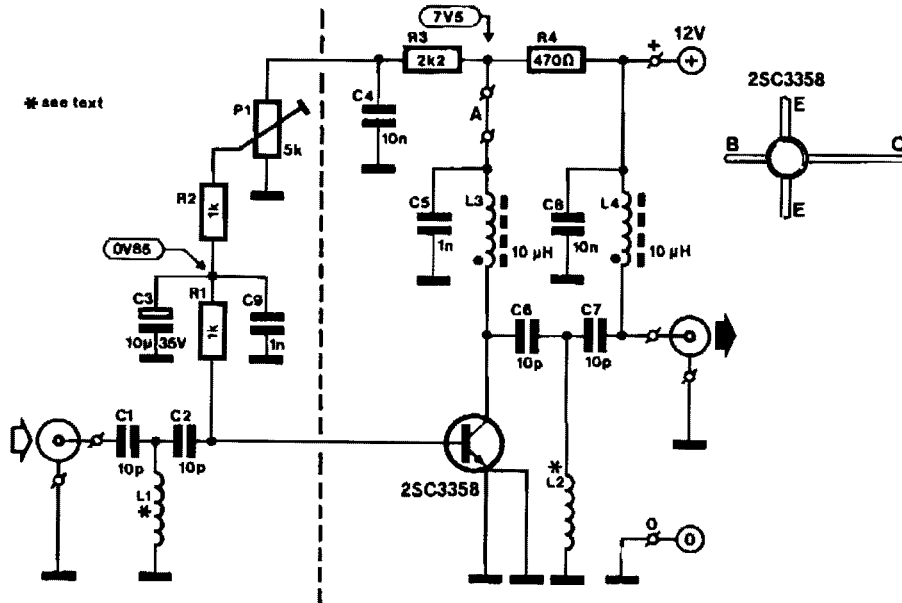 7V5
R3
2k2
R4
470Ω
+
12V
+
* see text
P1
5k
C4
10n
A
2SC3358
E
B
C
E
R2
1k
C5
1n
L3
10 µH
C8
10n
L4
10 µH
0V85
C3
10µ 35V
R1
1k
C9
1n
C6
10p
C7
10p
C1
10p
C2
10p
L1
*
2SC3358
*
L2
0
0